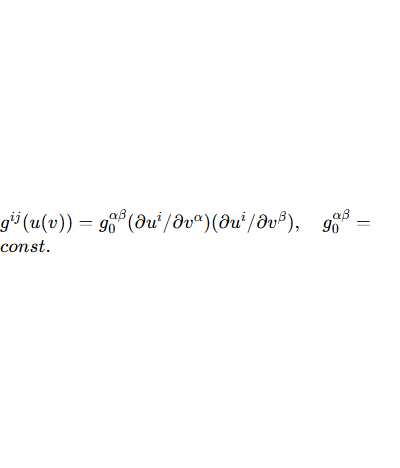 g^{ij}(u(v)) = g_0^{αβ}(∂u^i/∂v^α)(∂u^i/∂v^β), g_0^{αβ} =
const.